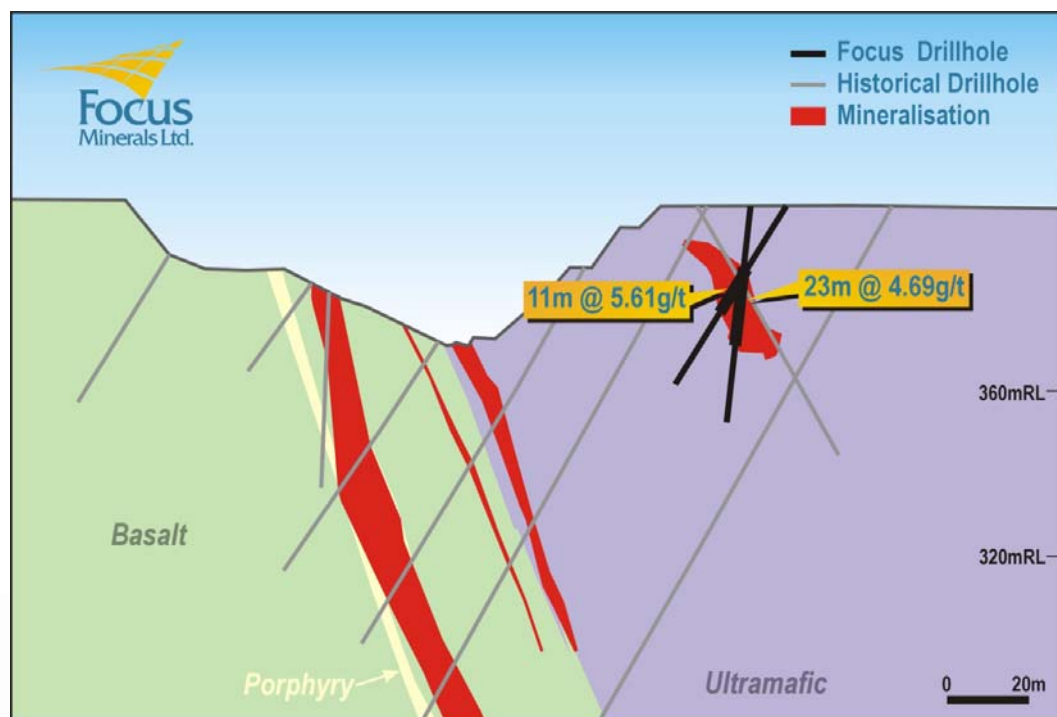 Focus
Minerals Ltd.
Focus Drillhole
Historical Drillhole
Mineralisation
11m @ 5.61g/t
23m @ 4.69g/t
360mRL
Basalt
320mRL
Porphyry
Ultramafic
0 20m